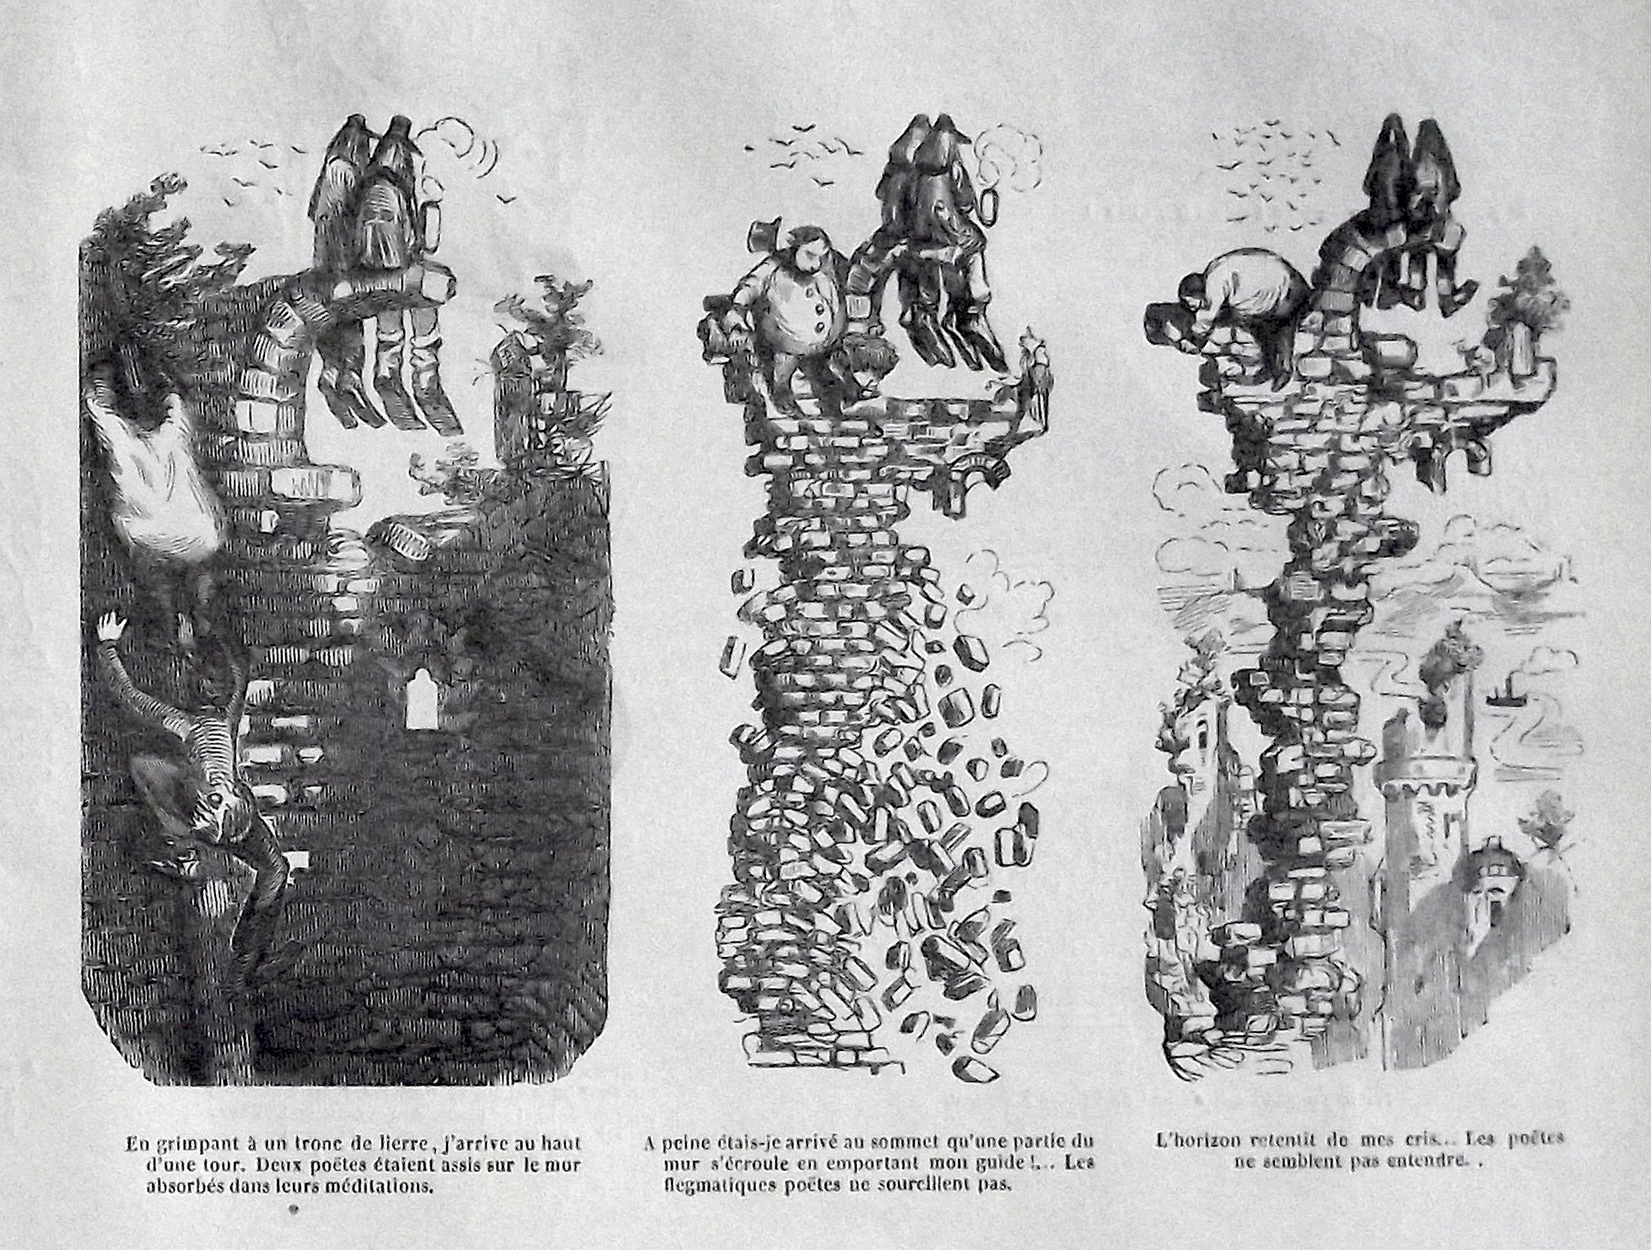 En grimpant à un tronc de lierre, j'arrive au haut
d'une tour. Deux poëtes étaient assis sur le mur
absorbés dans leurs méditations.
A peine étais-je arrivé au sommet qu'une partie du
mur s'écroule en emportant mon guide!... Les
flegmatiques poëtes ne sourcillent pas.
L'horizon retentit de mes cris... Les poëtes
ne semblent pas entendre. .